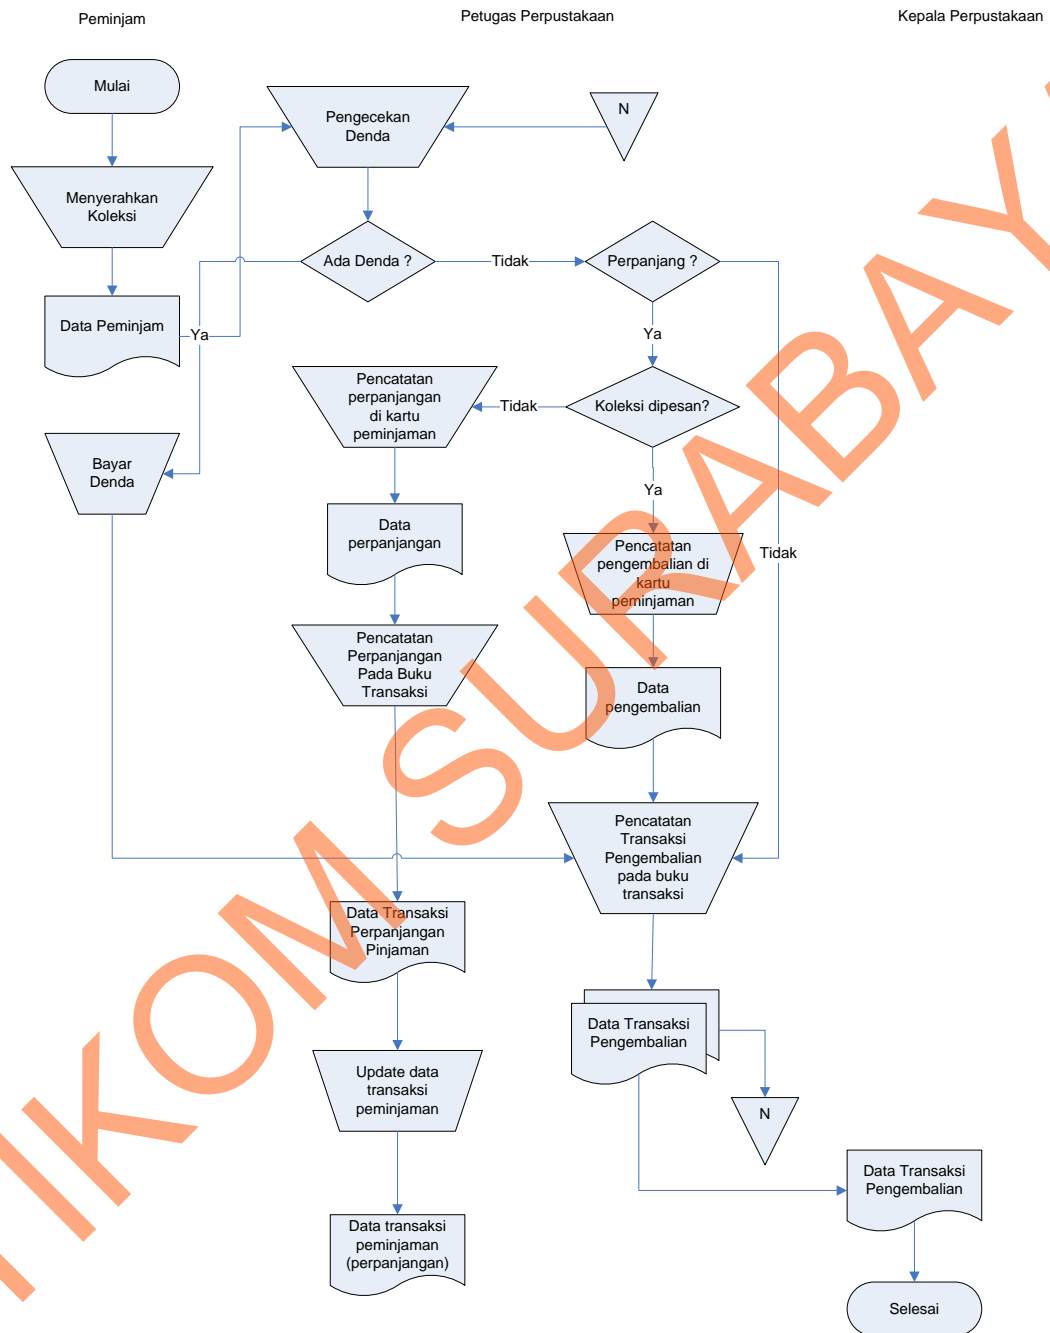 Peminjam
Petugas Perpustakaan
Kepala Perpustakaan
Mulai
Pengecekan
Denda
N
Menyerahkan
Koleksi
Ada Denda ?
Tidak
Perpanjang ?
Data Peminjam
Ya
Ya
Pencatatan
perpanjangan
di kartu
peminjaman
Tidak
Koleksi dipesan?
Bayar
Denda
Ya
Data
perpanjangan
Pencatatan
pengembalian di
kartu
peminjaman
Tidak
Pencatatan
Perpanjangan
Pada Buku
Transaksi
Data
pengembalian
Pencatatan
Transaksi
Pengembalian
pada buku
transaksi
Data Transaksi
Perpanjangan
Pinjaman
Data Transaksi
Pengembalian
Update data
transaksi
peminjaman
N
Data Transaksi
Pengembalian
Data transaksi
peminjaman
(perpanjangan)
Selesai
IKOM SURABAY